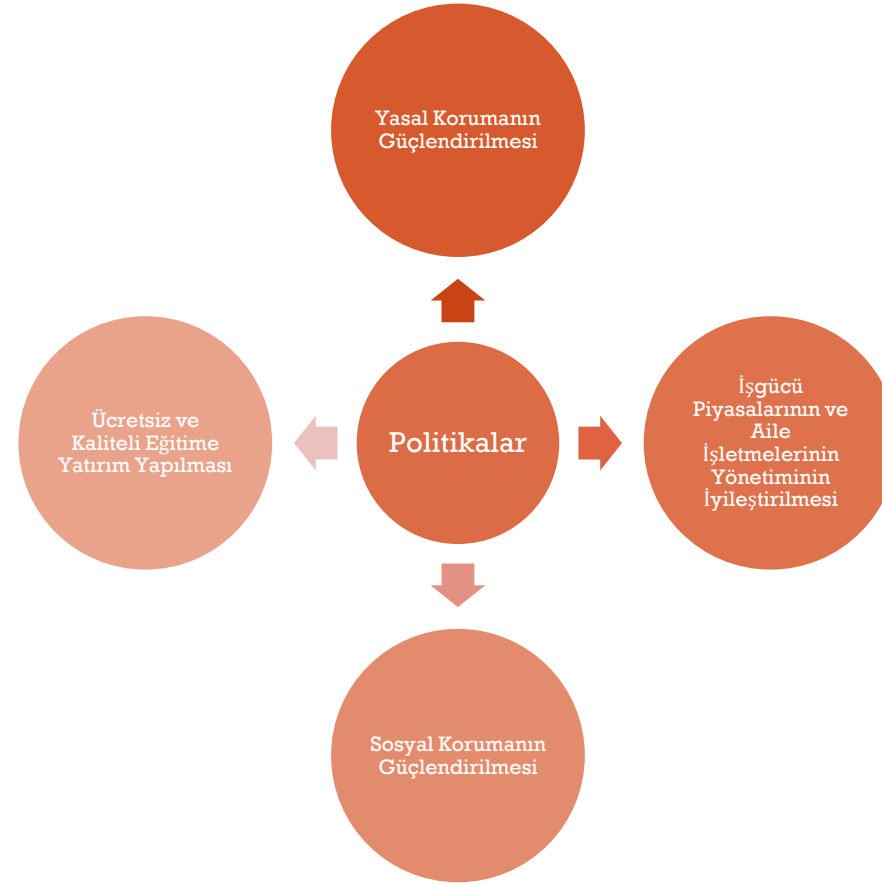 Yasal Korumanın
Güçlendirilmesi
Ücretsiz ve
Kaliteli Eğitime
Yatırım Yapılması
Politikalar
İşgücü
Piyasalarının ve
Aile
İşletmelerinin
Yönetiminin
İyileştirilmesi
Sosyal Korumanın
Güçlendirilmesi